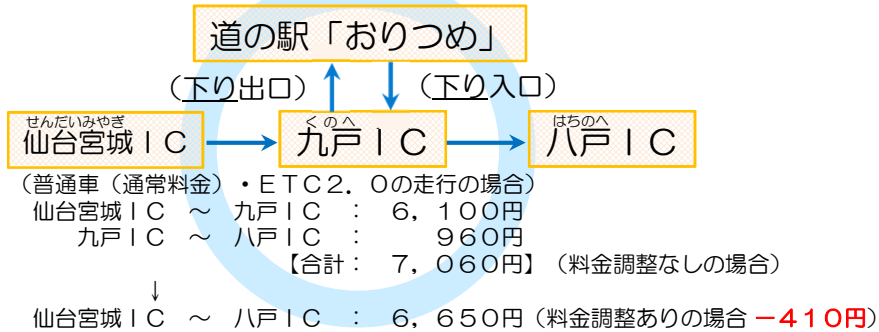 道の駅「おりつめ」
（下り出口）
（下り入口）
せんだいみやぎ
仙台宮城ＩＣ
くのへ
九戸ＩＣ
はちのへ
八戸ＩＣ
（普通車（通常料金）・ＥＴＣ２．０の走行の場合）
仙台宮城ＩＣ　～　九戸ＩＣ　：　６，１００円
九戸ＩＣ　～　八戸ＩＣ　：　９６０円
【合計：　７，０６０円】（料金調整なしの場合）
↓
仙台宮城ＩＣ　～　八戸ＩＣ　：　６，６５０円（料金調整ありの場合 －４１０円）